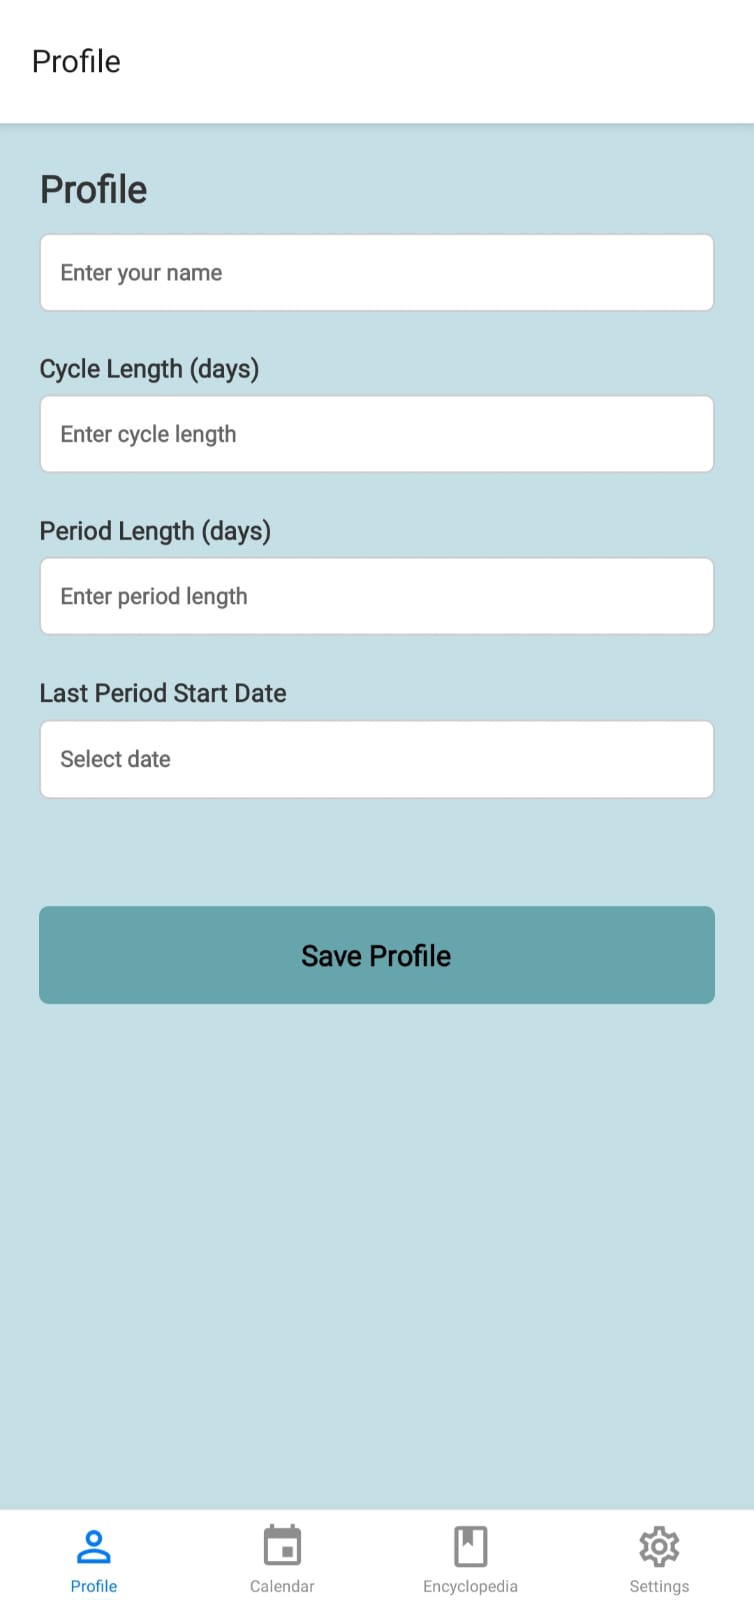 Profile
Profile
Enter your name
Cycle Length (days)
Enter cycle length
Period Length (days)
Enter period length
Last Period Start Date
Select date
Save Profile
Profile
Calendar
Encyclopedia
Settings